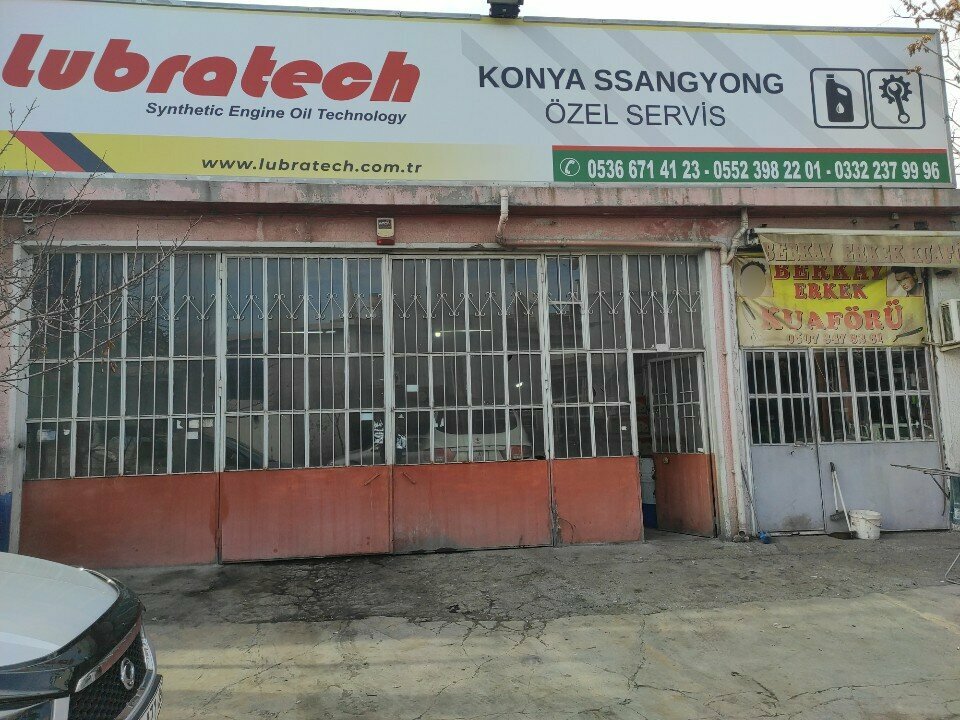 Lubratech
Synthetic Engine Oil Technology
www.lubratech.com.tr
KONYA SSANGYONG
ÖZEL SERVİS
0536 671 41 23 - 0552 398 22 01 - 0332 237 99 96
BERKAY ERKEK KUAFÖ
BERKAY
ERKEK
KUAFÖRÜ